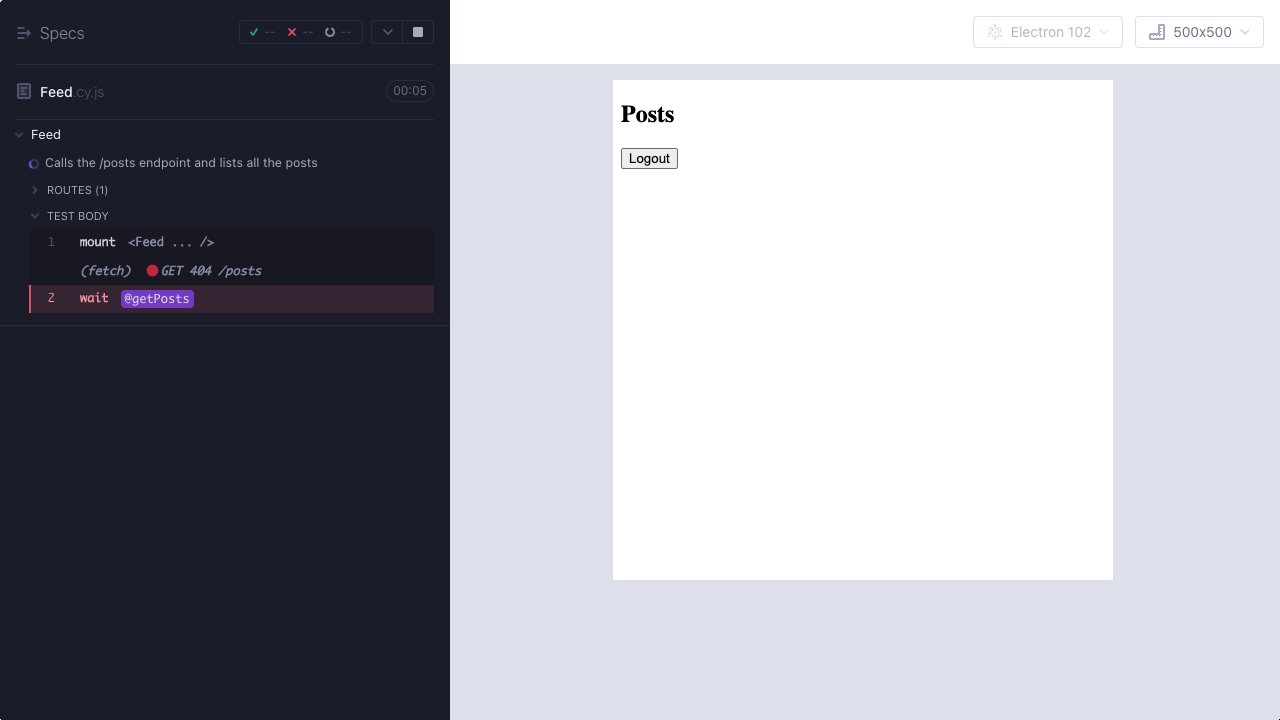 Specs
-- -- --
Feed.cy.js 00:05
Feed
Calls the /posts endpoint and lists all the posts
ROUTES (1)
TEST BODY
1 mount <Feed ... />
(fetch) GET 404 /posts
2 wait @getPosts
Electron 102 500x500
Posts
Logout